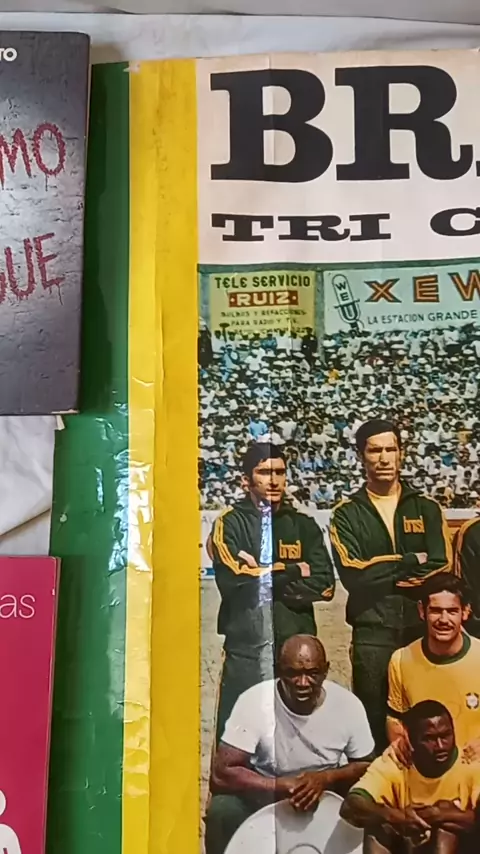 TO
MO
GUE
as
BR
TRI C
TELE SERVICIO
·RUIZ·
BULBOS Y REFACCIONES
PARA RADIO Y T.V.
WEU
XEW
LA ESTACION GRANDE
brasil
brasil